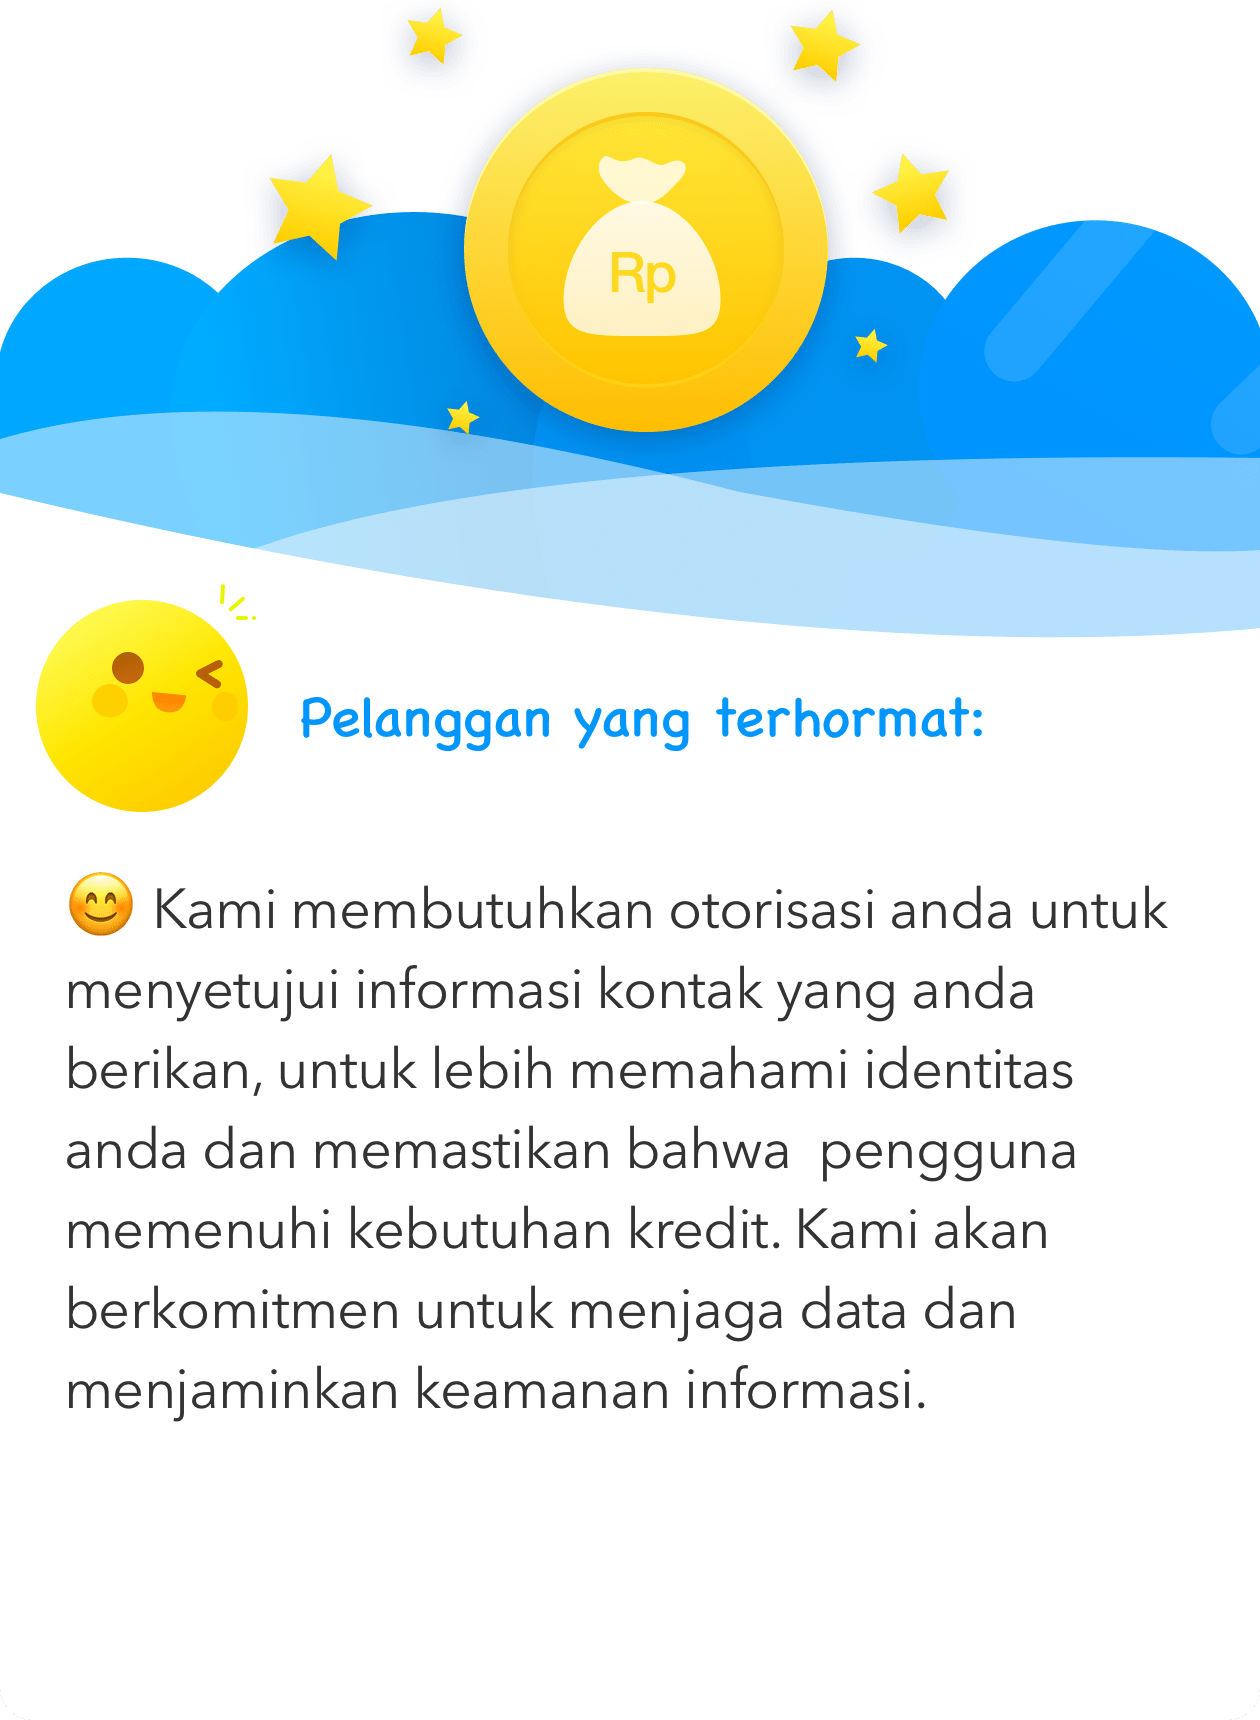 Rp
Pelanggan yang terhormat:
😊 Kami membutuhkan otorisasi anda untuk
menyetujui informasi kontak yang anda
berikan, untuk lebih memahami identitas
anda dan memastikan bahwa  pengguna
memenuhi kebutuhan kredit. Kami akan
berkomitmen untuk menjaga data dan
menjaminkan keamanan informasi.